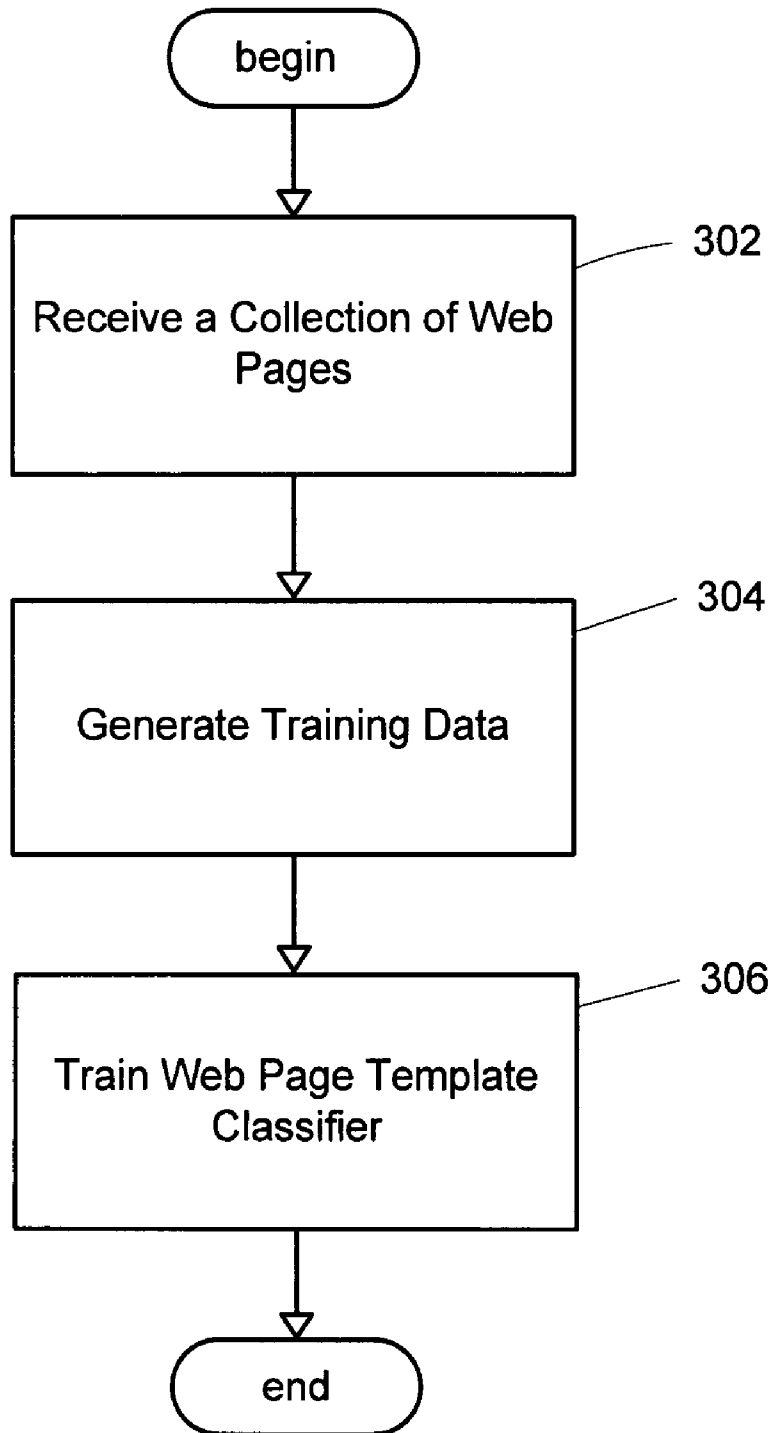 begin
302
Receive a Collection of Web
Pages
304
Generate Training Data
306
Train Web Page Template
Classifier
end